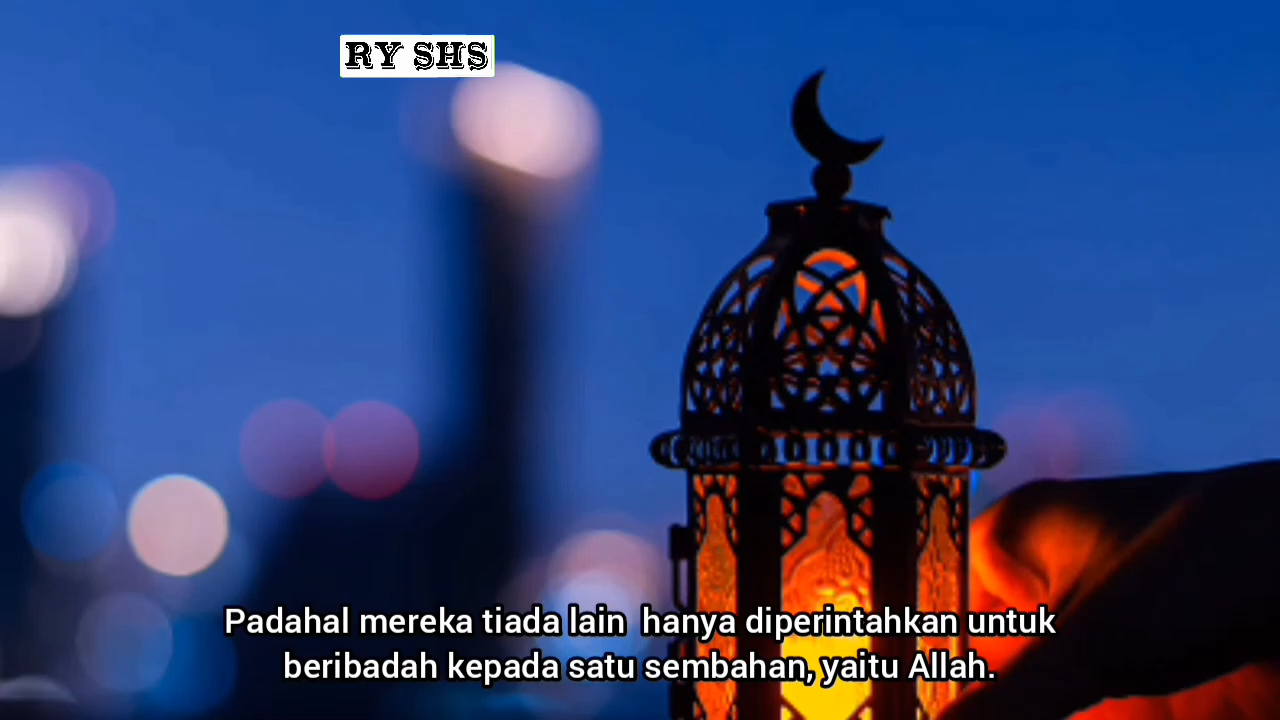 RY SHS
Padahal mereka tiada lain hanya diperintahkan untuk
beribadah kepada satu sembahan, yaitu Allah.